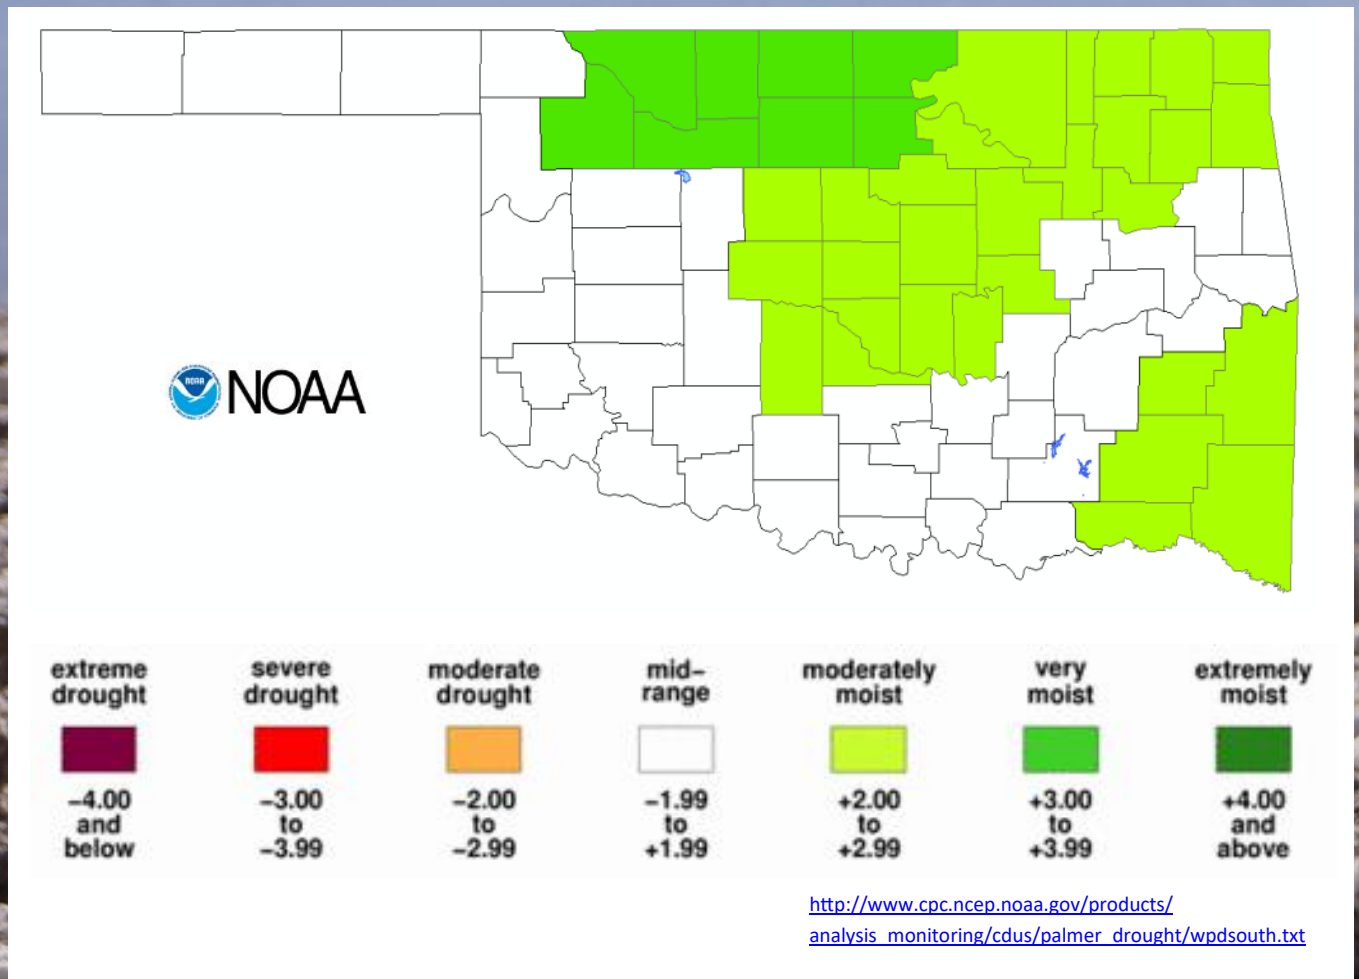 NOAA
NOAA
extreme drought
severe drought
moderate drought
mid-range
moderately moist
very moist
extremely moist
−4.00 and below
−3.00 to −3.99
−2.00 to −2.99
−1.99 to +1.99
+2.00 to +2.99
+3.00 to +3.99
+4.00 and above
http://www.cpc.ncep.noaa.gov/products/
analysis_monitoring/cdus/palmer_drought/wpdsouth.txt